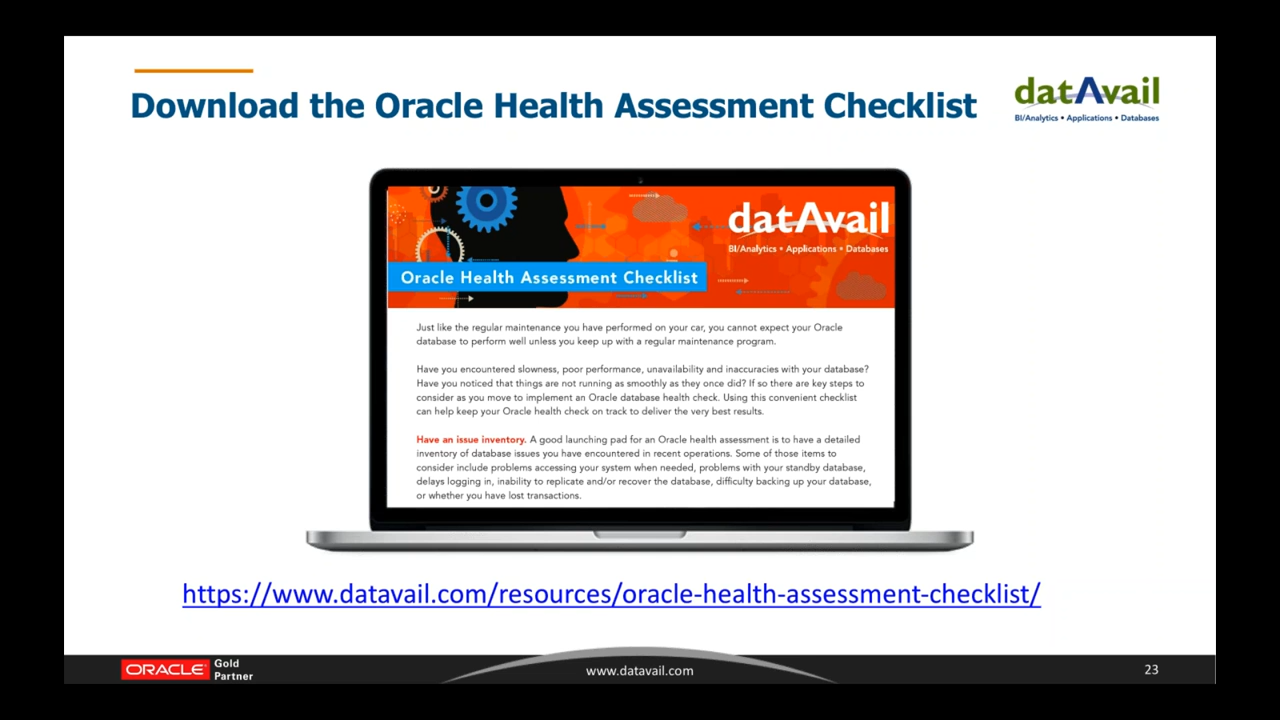 Download the Oracle Health Assessment Checklist
datAvail
BI/Analytics • Applications • Databases
datAvail
BI/Analytics • Applications • Databases
Oracle Health Assessment Checklist
Just like the regular maintenance you have performed on your car, you cannot expect your Oracle
database to perform well unless you keep up with a regular maintenance program.
Have you encountered slowness, poor performance, unavailability and inaccuracies with your database?
Have you noticed that things are not running as smoothly as they once did? If so there are key steps to
consider as you move to implement an Oracle database health check. Using this convenient checklist
can help keep your Oracle health check on track to deliver the very best results.
Have an issue inventory. A good launching pad for an Oracle health assessment is to have a detailed
inventory of database issues you have encountered in recent operations. Some of those items to
consider include problems accessing your system when needed, problems with your standby database,
delays logging in, inability to replicate and/or recover the database, difficulty backing up your database,
or whether you have lost transactions.
https://www.datavail.com/resources/oracle-health-assessment-checklist/
ORACLE Gold
Partner
www.datavail.com
23